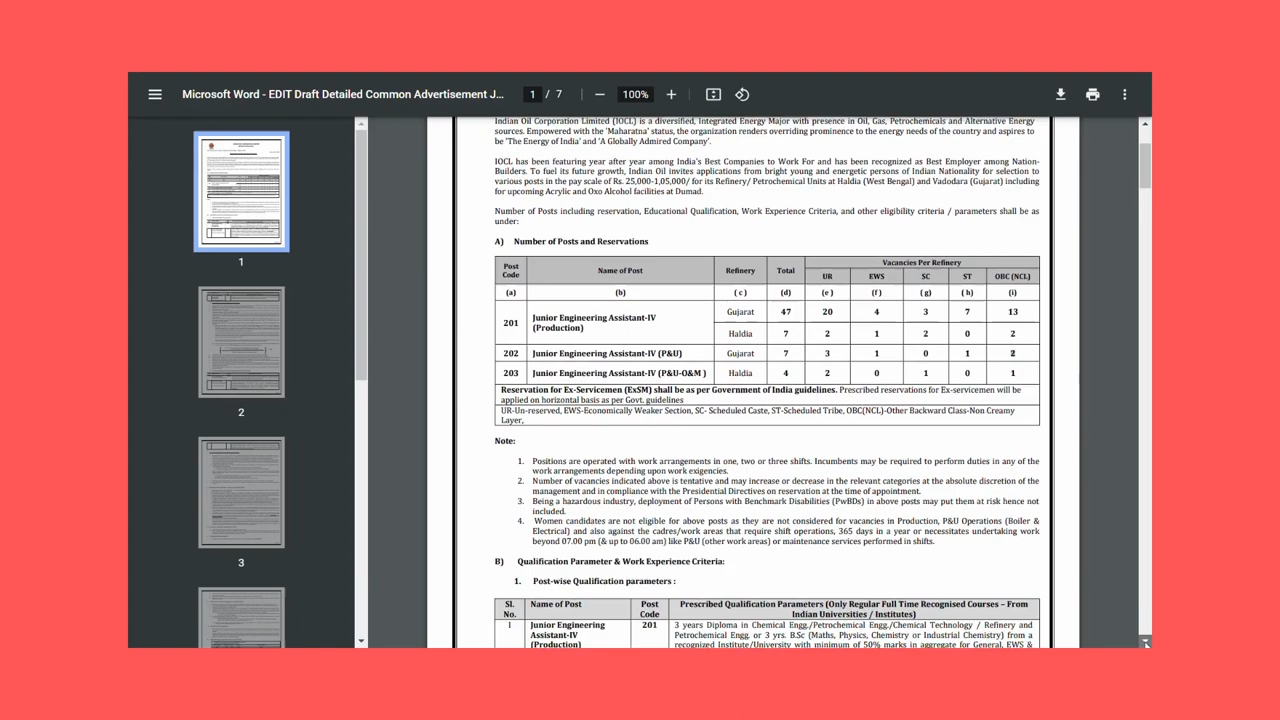 Microsoft Word - EDIT Draft Detailed Common Advertisement J... 1 / 7 100%
1
2
3
Indian Oil Corporation Limited (IOCL) is a diversified, integrated Energy Major with presence in Oil, Gas, Petrochemicals and Alternative Energy
sources. Empowered with the 'Maharatna' status, the organization renders overriding prominence to the energy needs of the country and aspires to
be 'The Energy of India' and 'A Globally Admired Company'.
IOCL has been featuring year after year among India's Best Companies to Work For and has been recognized as Best Employer among Nation-
Builders. To fuel its future growth, Indian Oil invites applications from bright young and energetic persons of Indian Nationality for selection to
various posts in the pay scale of Rs. 25,000-1,05,000/ for its Refinery/ Petrochemical Units at Haldia (West Bengal) and Vadodara (Gujarat) including
for upcoming Acrylic and Oxo Alcohol facilities at Dumad.
Number of Posts including reservation, Educational Qualification, Work Experience Criteria, and other eligibility criteria / parameters shall be as
under:
A) Number of Posts and Reservations
Post Code Name of Post Refinery Total Vacancies Per Refinery
UR EWS SC ST OBC (NCL)
(a) (b) ( c ) (d) (e ) (f ) ( g) ( h) (i)
201 Junior Engineering Assistant-IV (Production) Gujarat 47 20 4 3 7 13
Haldia 7 2 1 2 0 2
202 Junior Engineering Assistant-IV (P&U) Gujarat 7 3 1 0 1 2
203 Junior Engineering Assistant-IV (P&U-O&M ) Haldia 4 2 0 1 0 1
Reservation for Ex-Servicemen (ExSM) shall be as per Government of India guidelines. Prescribed reservations for Ex-servicemen will be
applied on horizontal basis as per Govt. guidelines
UR-Un-reserved, EWS-Economically Weaker Section, SC- Scheduled Caste, ST-Scheduled Tribe, OBC(NCL)-Other Backward Class-Non Creamy
Layer,
Note:
1. Positions are operated with work arrangements in one, two or three shifts. Incumbents may be required to perform duties in any of the
work arrangements depending upon work exigencies.
2. Number of vacancies indicated above is tentative and may increase or decrease in the relevant categories at the absolute discretion of the
management and in compliance with the Presidential Directives on reservation at the time of appointment.
3. Being a hazardous industry, deployment of Persons with Benchmark Disabilities (PwBDs) in above posts may put them at risk hence not
included.
4. Women candidates are not eligible for above posts as they are not considered for vacancies in Production, P&U Operations (Boiler &
Electrical) and also against the cadres/work areas that require shift operations, 365 days in a year or necessitates undertaking work
beyond 07.00 pm (& up to 06.00 am) like P&U (other work areas) or maintenance services performed in shifts.
B) Qualification Parameter & Work Experience Criteria:
1. Post-wise Qualification parameters :
Sl. No. Name of Post Post Code Prescribed Qualification Parameters (Only Regular Full Time Recognised Courses – From Indian Universities / Institutes)
I Junior Engineering 201 3 years Diploma in Chemical Engg./Petrochemical Engg./Chemical Technology / Refinery and
Assistant-IV Petrochemical Engg. or 3 yrs. B.Sc (Maths, Physics, Chemistry or Industrial Chemistry) from a
(Production) recognized Institute/University with minimum of 50% marks in aggregate for General, EWS &